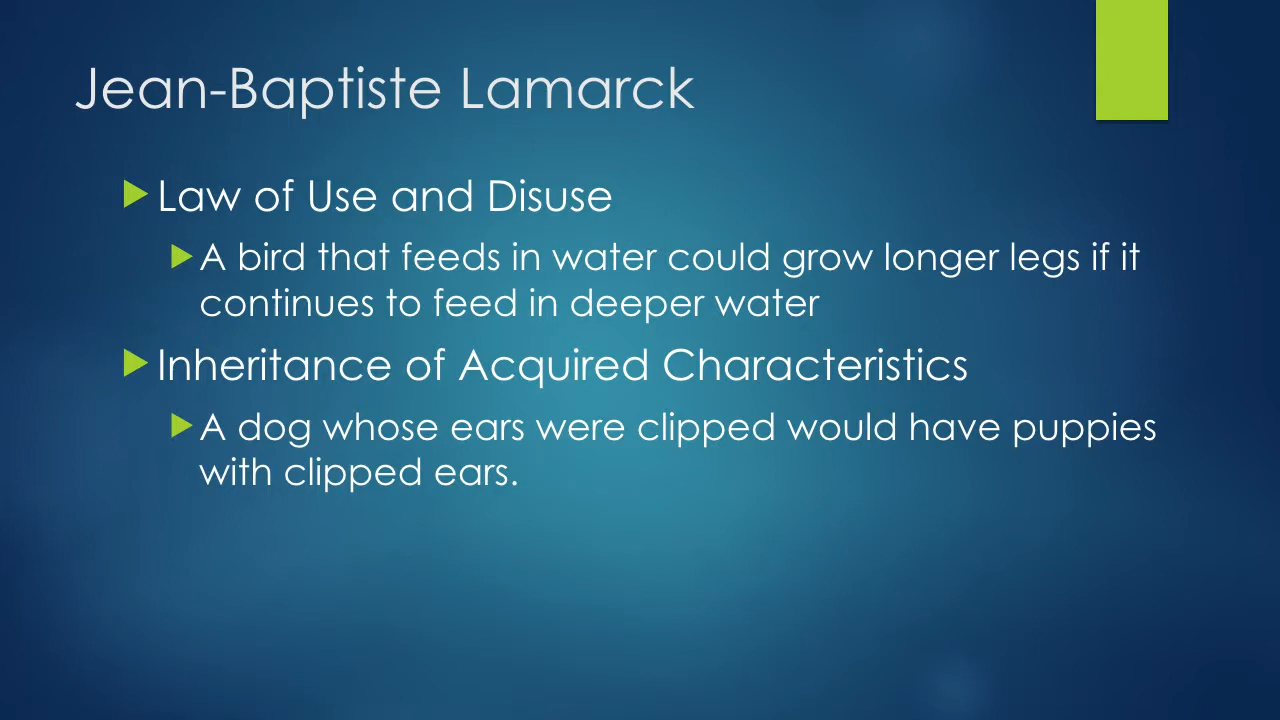 Jean-Baptiste Lamarck
Law of Use and Disuse
A bird that feeds in water could grow longer legs if it
continues to feed in deeper water
Inheritance of Acquired Characteristics
A dog whose ears were clipped would have puppies
with clipped ears.